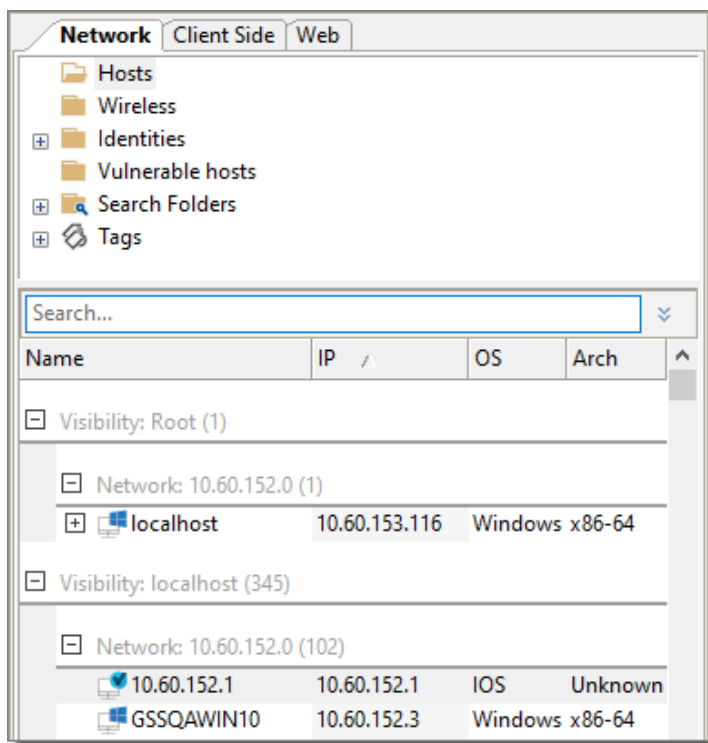 Network Client Side Web
Hosts
Wireless
Identities
Vulnerable hosts
Search Folders
Tags
Search...
Name IP OS Arch
Visibility: Root (1)
Network: 10.60.152.0 (1)
localhost 10.60.153.116 Windows x86-64
Visibility: localhost (345)
Network: 10.60.152.0 (102)
10.60.152.1 10.60.152.1 IOS Unknown
GSSQAWIN10 10.60.152.3 Windows x86-64